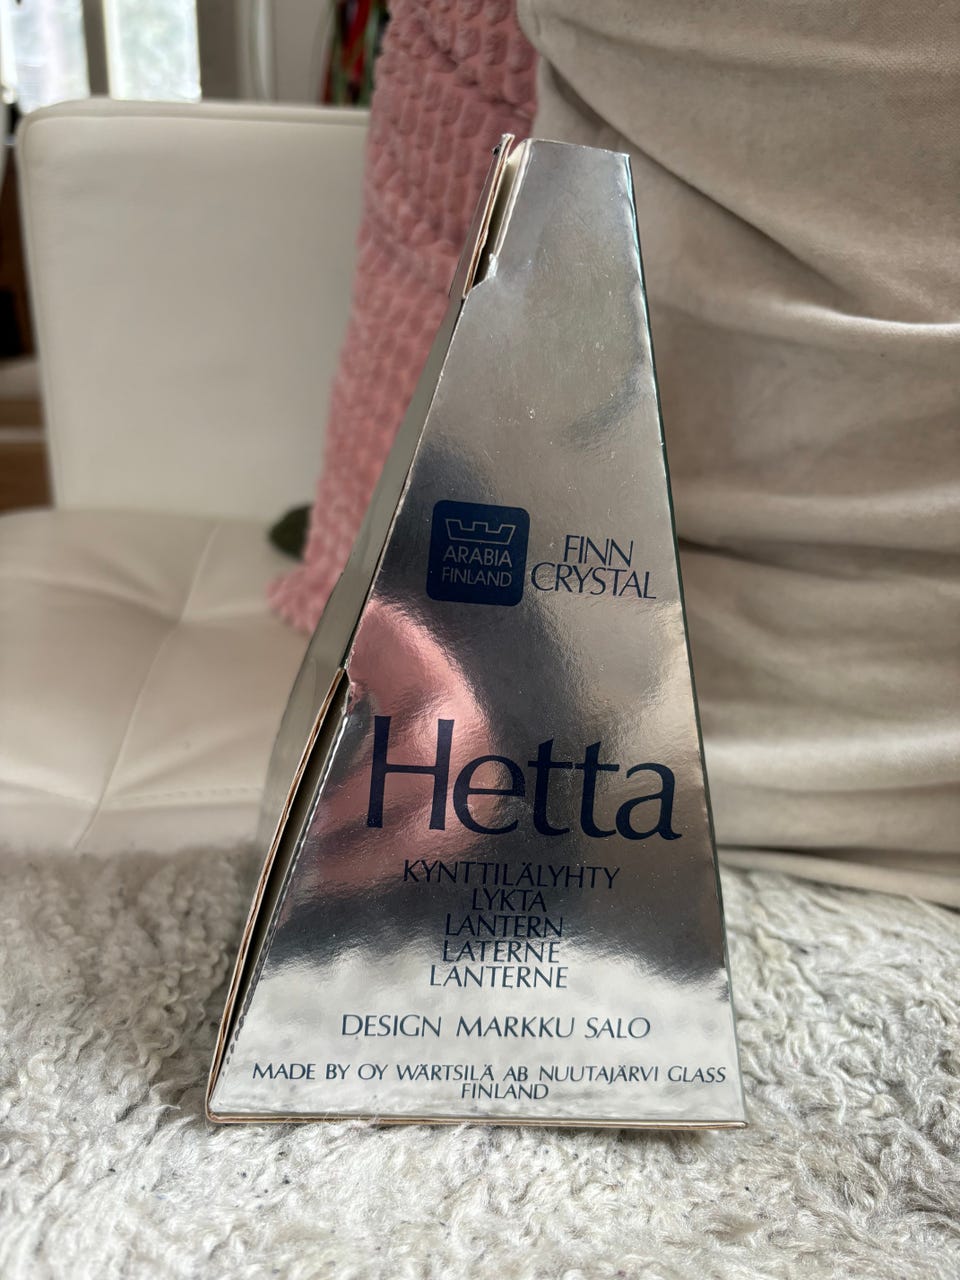 ARABIA
FINLAND
FINN
CRYSTAL
Hetta
KYNTTILÄLYHTY
LYKTA
LANTERN
LATERNE
LANTERNE
DESIGN MARKKU SALO
MADE BY OY WÄRTSILÄ AB NUUTAJÄRVI GLASS
FINLAND